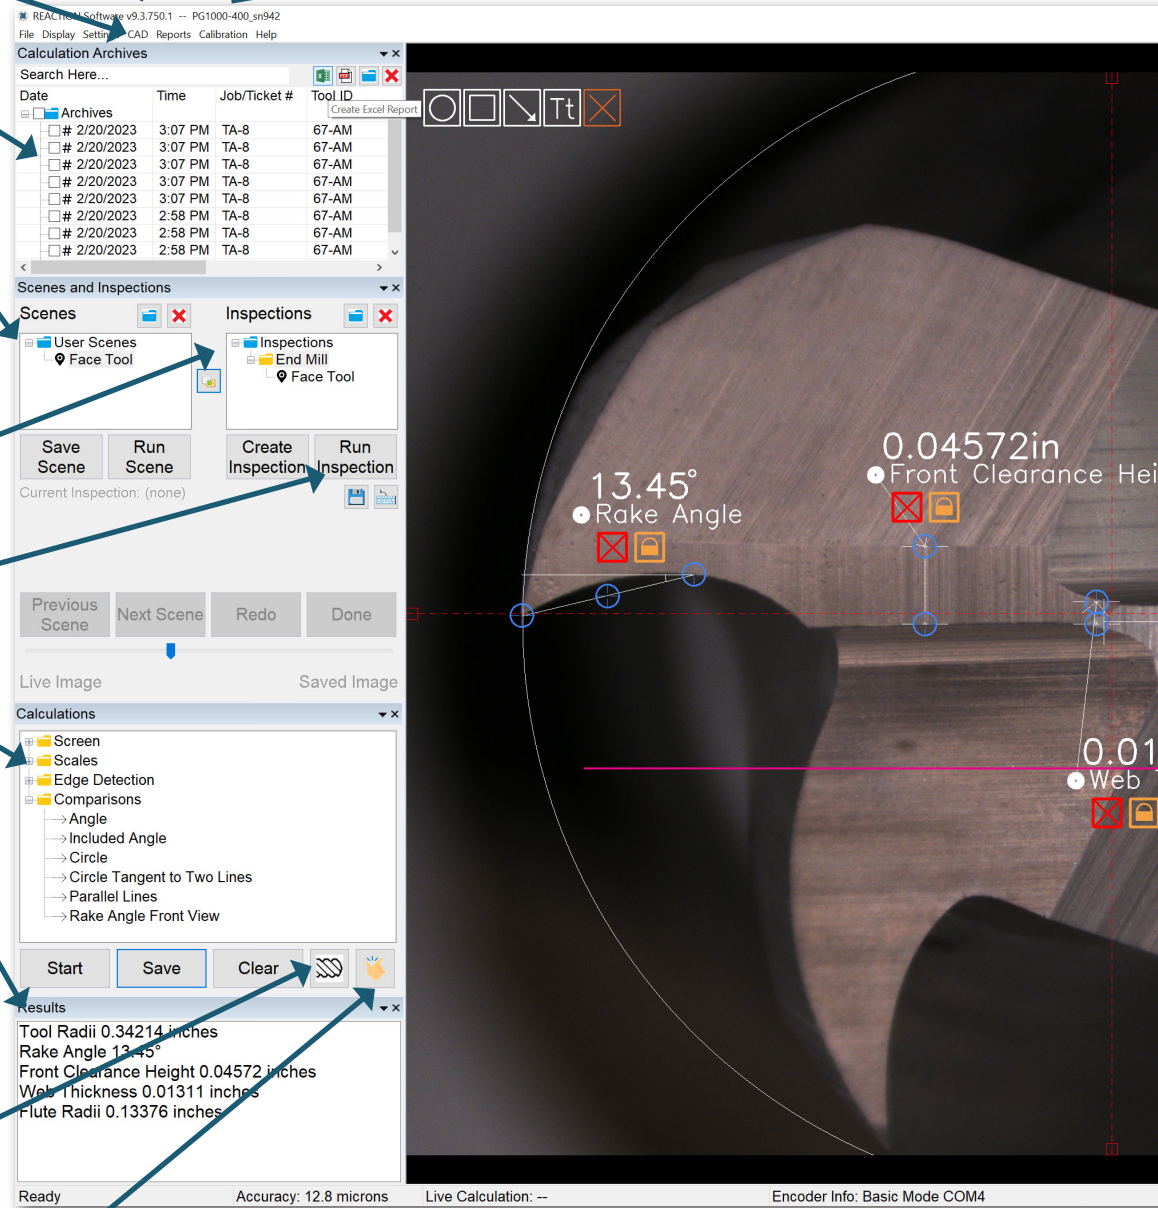 REACTION Software v9.3.750.1 -- PG1000-400_sn942
File Display Settings CAD Reports Calibration Help
Calculation Archives
Search Here...
Date Time Job/Ticket # Tool ID
Create Excel Report
Archives
# 2/20/2023 3:07 PM TA-8 67-AM
# 2/20/2023 3:07 PM TA-8 67-AM
# 2/20/2023 3:07 PM TA-8 67-AM
# 2/20/2023 3:07 PM TA-8 67-AM
# 2/20/2023 3:07 PM TA-8 67-AM
# 2/20/2023 2:58 PM TA-8 67-AM
# 2/20/2023 2:58 PM TA-8 67-AM
# 2/20/2023 2:58 PM TA-8 67-AM
Tt
Scenes and Inspections
Scenes Inspections
User Scenes
Face Tool
Inspections
End Mill
Face Tool
Save Scene
Run Scene
Create Inspection
Run Inspection
Current Inspection: (none)
Previous Scene
Next Scene
Redo
Done
Live Image Saved Image
Calculations
Screen
Scales
Edge Detection
Comparisons
Angle
Included Angle
Circle
Circle Tangent to Two Lines
Parallel Lines
Rake Angle Front View
Start Save Clear
Results
Tool Radii 0.34214 inches
Rake Angle 13.45°
Front Clearance Height 0.04572 inches
Web Thickness 0.01311 inches
Flute Radii 0.13376 inches
13.45°
Rake Angle
0.04572in
Front Clearance Hei
0.01
Web
Ready Accuracy: 12.8 microns Live Calculation: -- Encoder Info: Basic Mode COM4